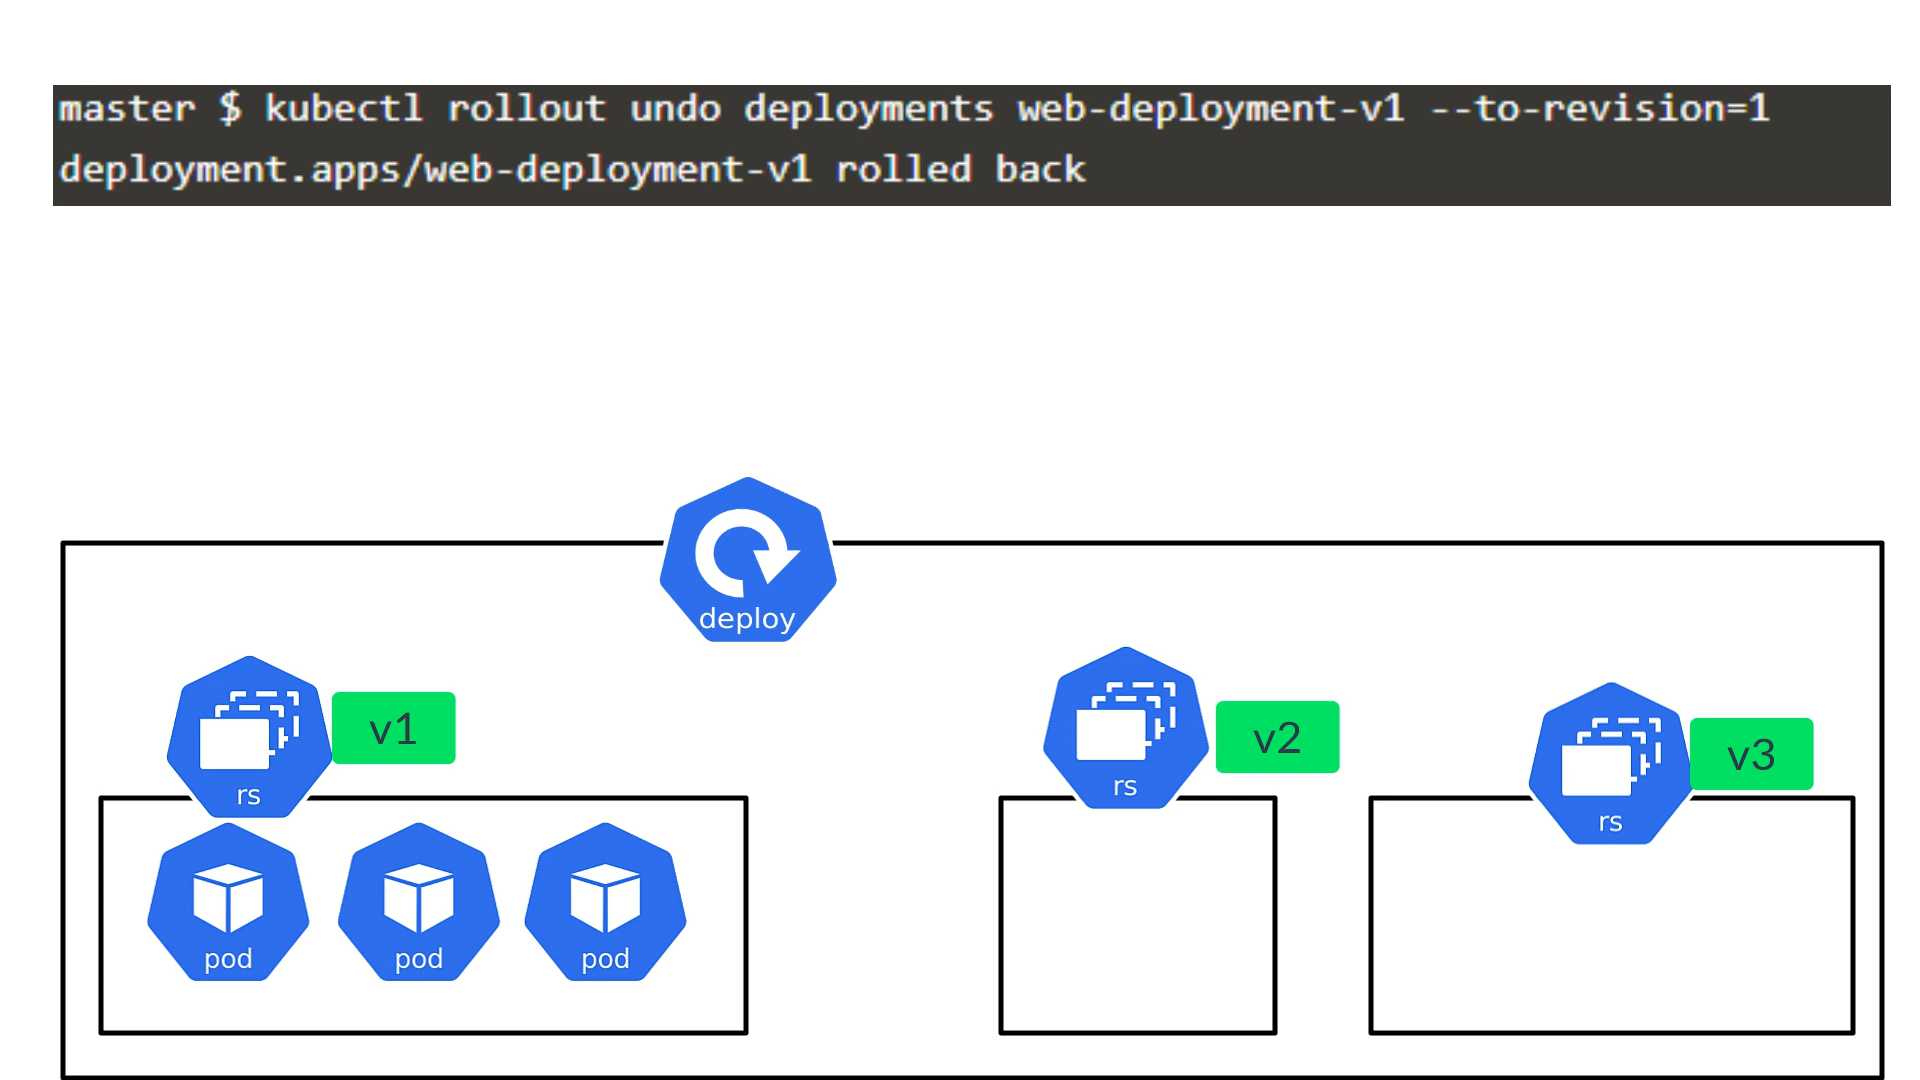 master $ kubectl rollout undo deployments web-deployment-v1 --to-revision=1
deployment.apps/web-deployment-v1 rolled back
deploy
rs
v1
rs
v2
rs
v3
pod
pod
pod